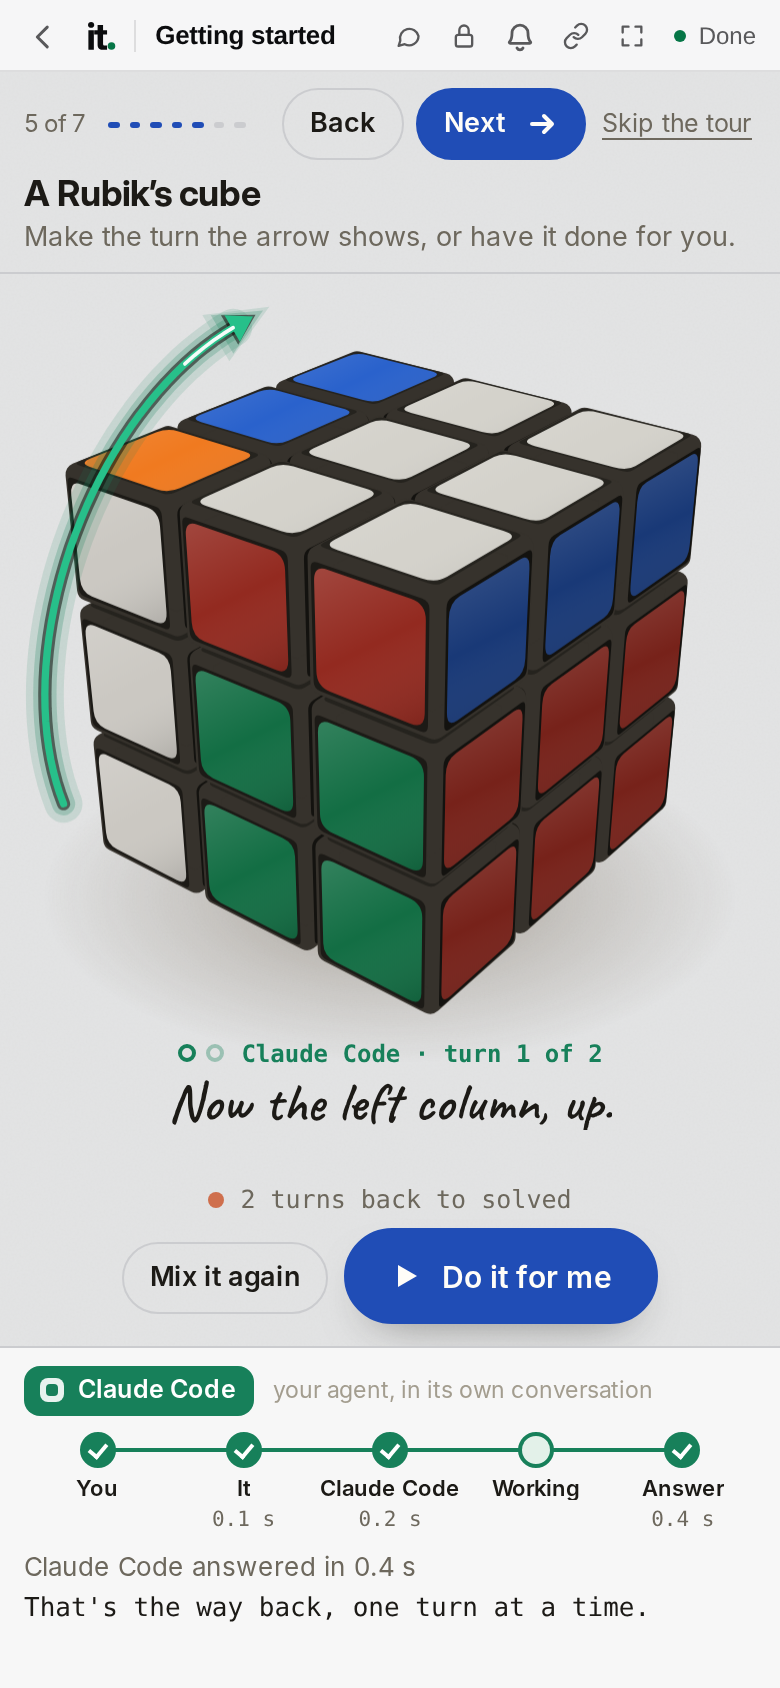 it. Getting started Done
5 of 7 Back Next Skip the tour
A Rubik’s cube
Make the turn the arrow shows, or have it done for you.
Claude Code · turn 1 of 2
Now the left column, up.
2 turns back to solved
Mix it again Do it for me
Claude Code your agent, in its own conversation
You It Claude Code Working Answer
0.1 s 0.2 s 0.4 s
Claude Code answered in 0.4 s
That's the way back, one turn at a time.